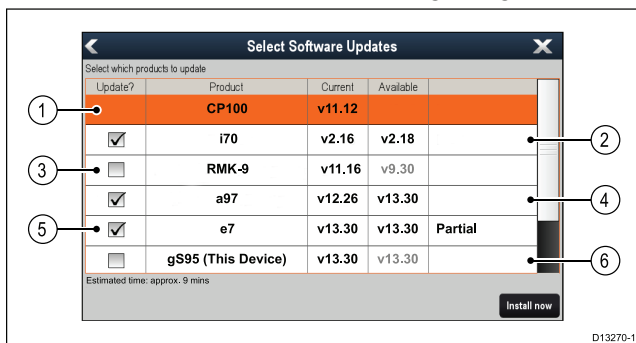 Select Software Updates
Select which products to update
Update? Product Current Available
1 CP100 v11.12
i70 v2.16 v2.18 2
3 RMK-9 v11.16 v9.30
a97 v12.26 v13.30 4
5 e7 v13.30 v13.30 Partial
gS95 (This Device) v13.30 v13.30 6
Estimated time: approx. 9 mins
Install now
D13270-1